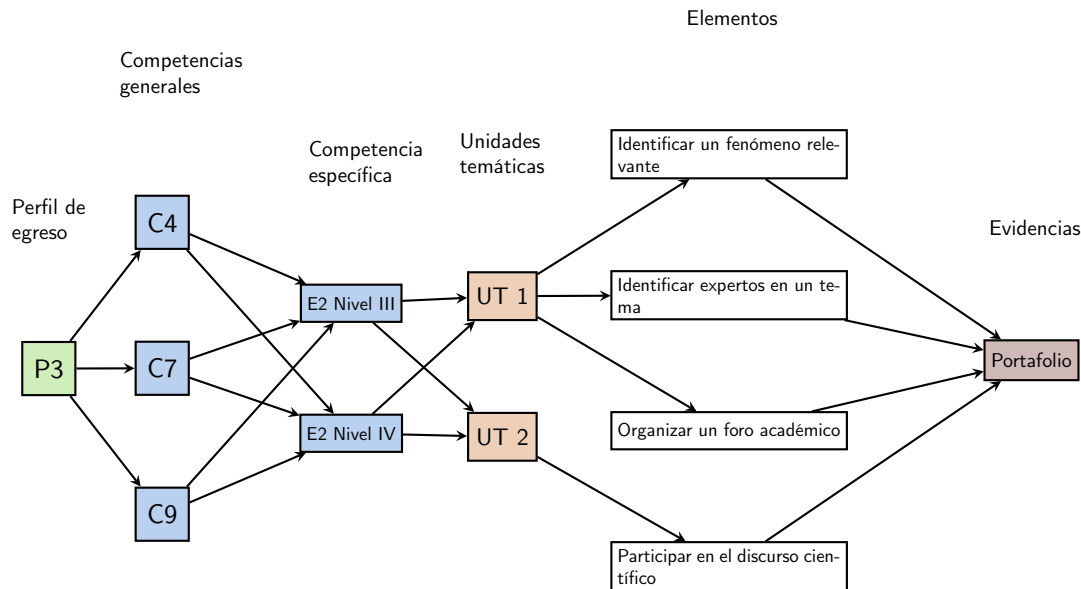 Elementos
Competencias
generales
Competencia
específica
Unidades
temáticas
Identificar un fenómeno rele-
vante
Perfil de
egreso
C4
Evidencias
E2 Nivel III
UT 1
Identificar expertos en un te-
ma
P3
C7
Portafolio
E2 Nivel IV
UT 2
Organizar un foro académico
C9
Participar en el discurso cien-
tífico